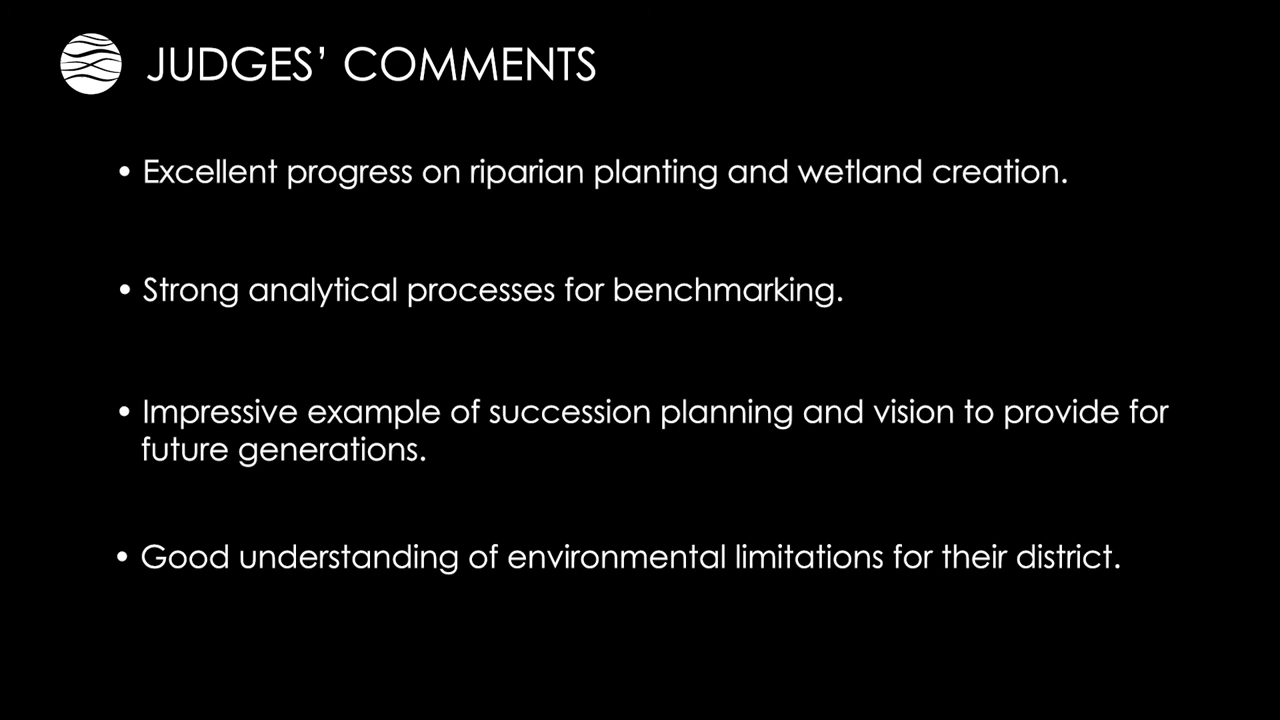 JUDGES’ COMMENTS
• Excellent progress on riparian planting and wetland creation.
• Strong analytical processes for benchmarking.
• Impressive example of succession planning and vision to provide for
future generations.
• Good understanding of environmental limitations for their district.